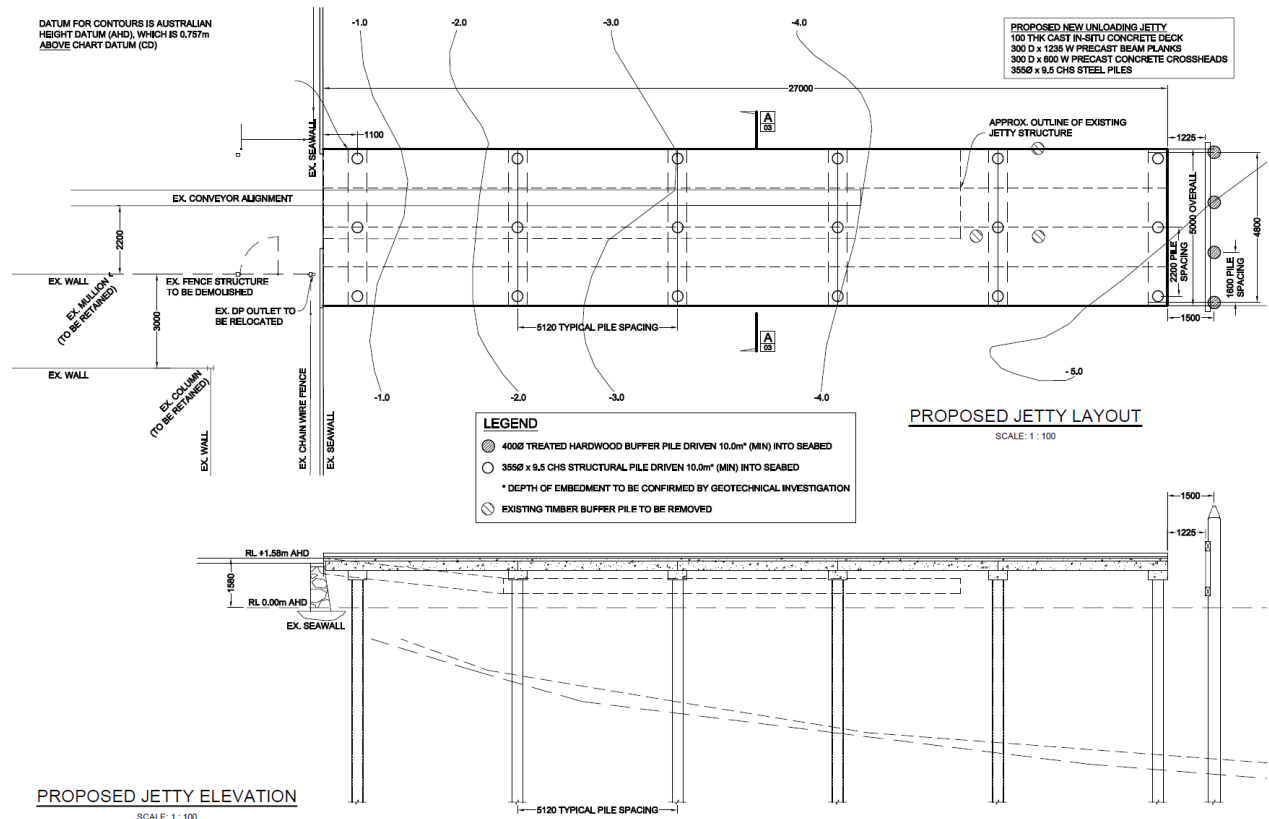 DATUM FOR CONTOURS IS AUSTRALIAN
HEIGHT DATUM (AHD), WHICH IS 0.757m
ABOVE CHART DATUM (CD)
-1.0
-2.0
-3.0
-4.0
PROPOSED NEW UNLOADING JETTY
100 THK CAST IN-SITU CONCRETE DECK
300 D x 1235 W PRECAST BEAM PLANKS
300 D x 600 W PRECAST CONCRETE CROSSHEADS
355Ø x 9.5 CHS STEEL PILES
27000
A
03
APPROX. OUTLINE OF EXISTING
JETTY STRUCTURE
1100
1225
EX. SEAWALL
EX. CONVEYOR ALIGNMENT
2200
5000 OVERALL
4800
2200 PILE
SPACING
1600 PILE
SPACING
EX. WALL
EX. MULLION
(TO BE RETAINED)
EX. FENCE STRUCTURE
TO BE DEMOLISHED
EX. DP OUTLET TO
BE RELOCATED
3000
5120 TYPICAL PILE SPACING
1500
A
03
EX. WALL
EX. COLUMN
(TO BE RETAINED)
-1.0
-2.0
-3.0
-4.0
- 5.0
EX. WALL
EX. CHAIN WIRE FENCE
EX. SEAWALL
PROPOSED JETTY LAYOUT
SCALE: 1 : 100
LEGEND
400Ø TREATED HARDWOOD BUFFER PILE DRIVEN 10.0m* (MIN) INTO SEABED
355Ø x 9.5 CHS STRUCTURAL PILE DRIVEN 10.0m* (MIN) INTO SEABED
* DEPTH OF EMBEDMENT TO BE CONFIRMED BY GEOTECHNICAL INVESTIGATION
EXISTING TIMBER BUFFER PILE TO BE REMOVED
1500
1225
RL +1.58m AHD
1580
RL 0.00m AHD
EX. SEAWALL
5120 TYPICAL PILE SPACING
PROPOSED JETTY ELEVATION
SCALE: 1 : 100